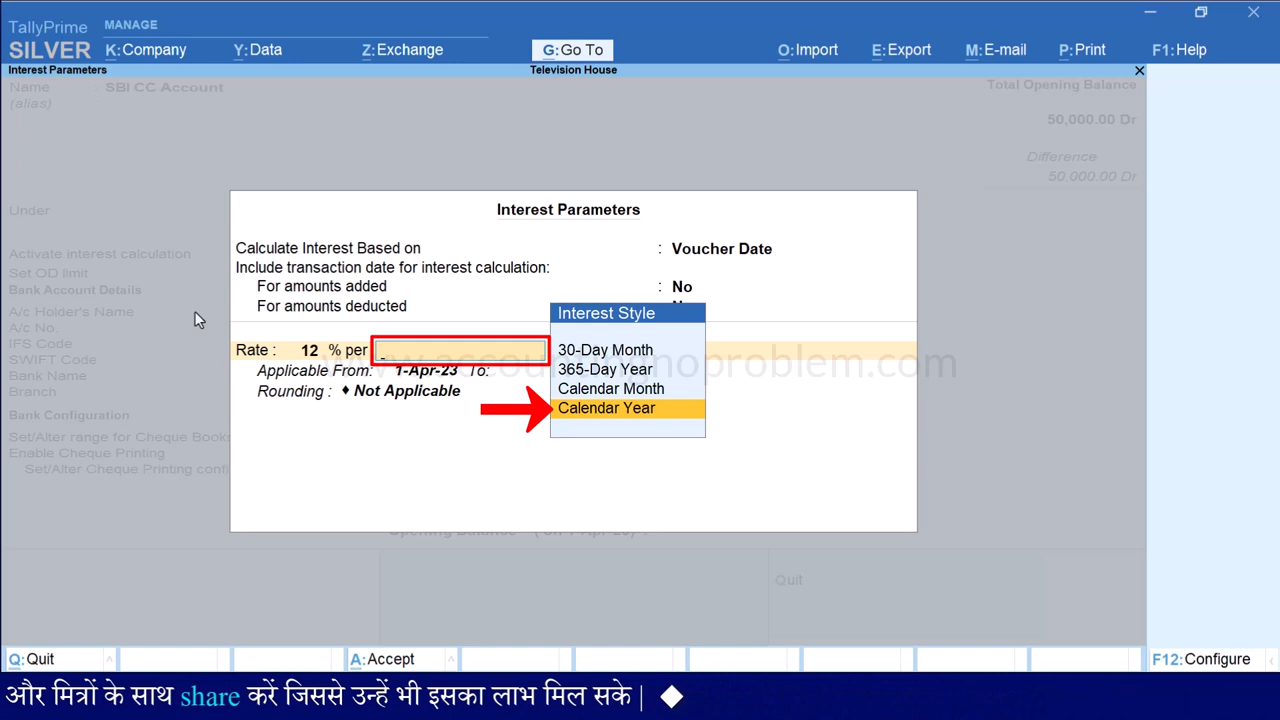 TallyPrime MANAGE
SILVER K:Company Y:Data Z:Exchange G:Go To O:Import E:Export M:E-mail P:Print F1:Help
Interest Parameters Television House
Name : SBI CC Account Total Opening Balance
(alias)
50,000.00 Dr
Difference
50,000.00 Dr
Under
Interest Parameters
Calculate Interest Based on : Voucher Date
Include transaction date for interest calculation:
For amounts added : No
For amounts deducted
Activate interest calculation
Set OD limit
Bank Account Details
A/c Holder's Name
A/c No.
IFS Code
SWIFT Code
Bank Name
Branch
Bank Configuration
Set/Alter range for Cheque Books
Enable Cheque Printing
Set/Alter Cheque Printing confi
Interest Style
30-Day Month
365-Day Year
Calendar Month
Calendar Year
Rate : 12 % per
Applicable From: 1-Apr-23 To:
Rounding : ♦ Not Applicable
Quit
Q:Quit A:Accept F12:Configure
और मित्रों के साथ share करें जिससे उन्हें भी इसका लाभ मिल सके |